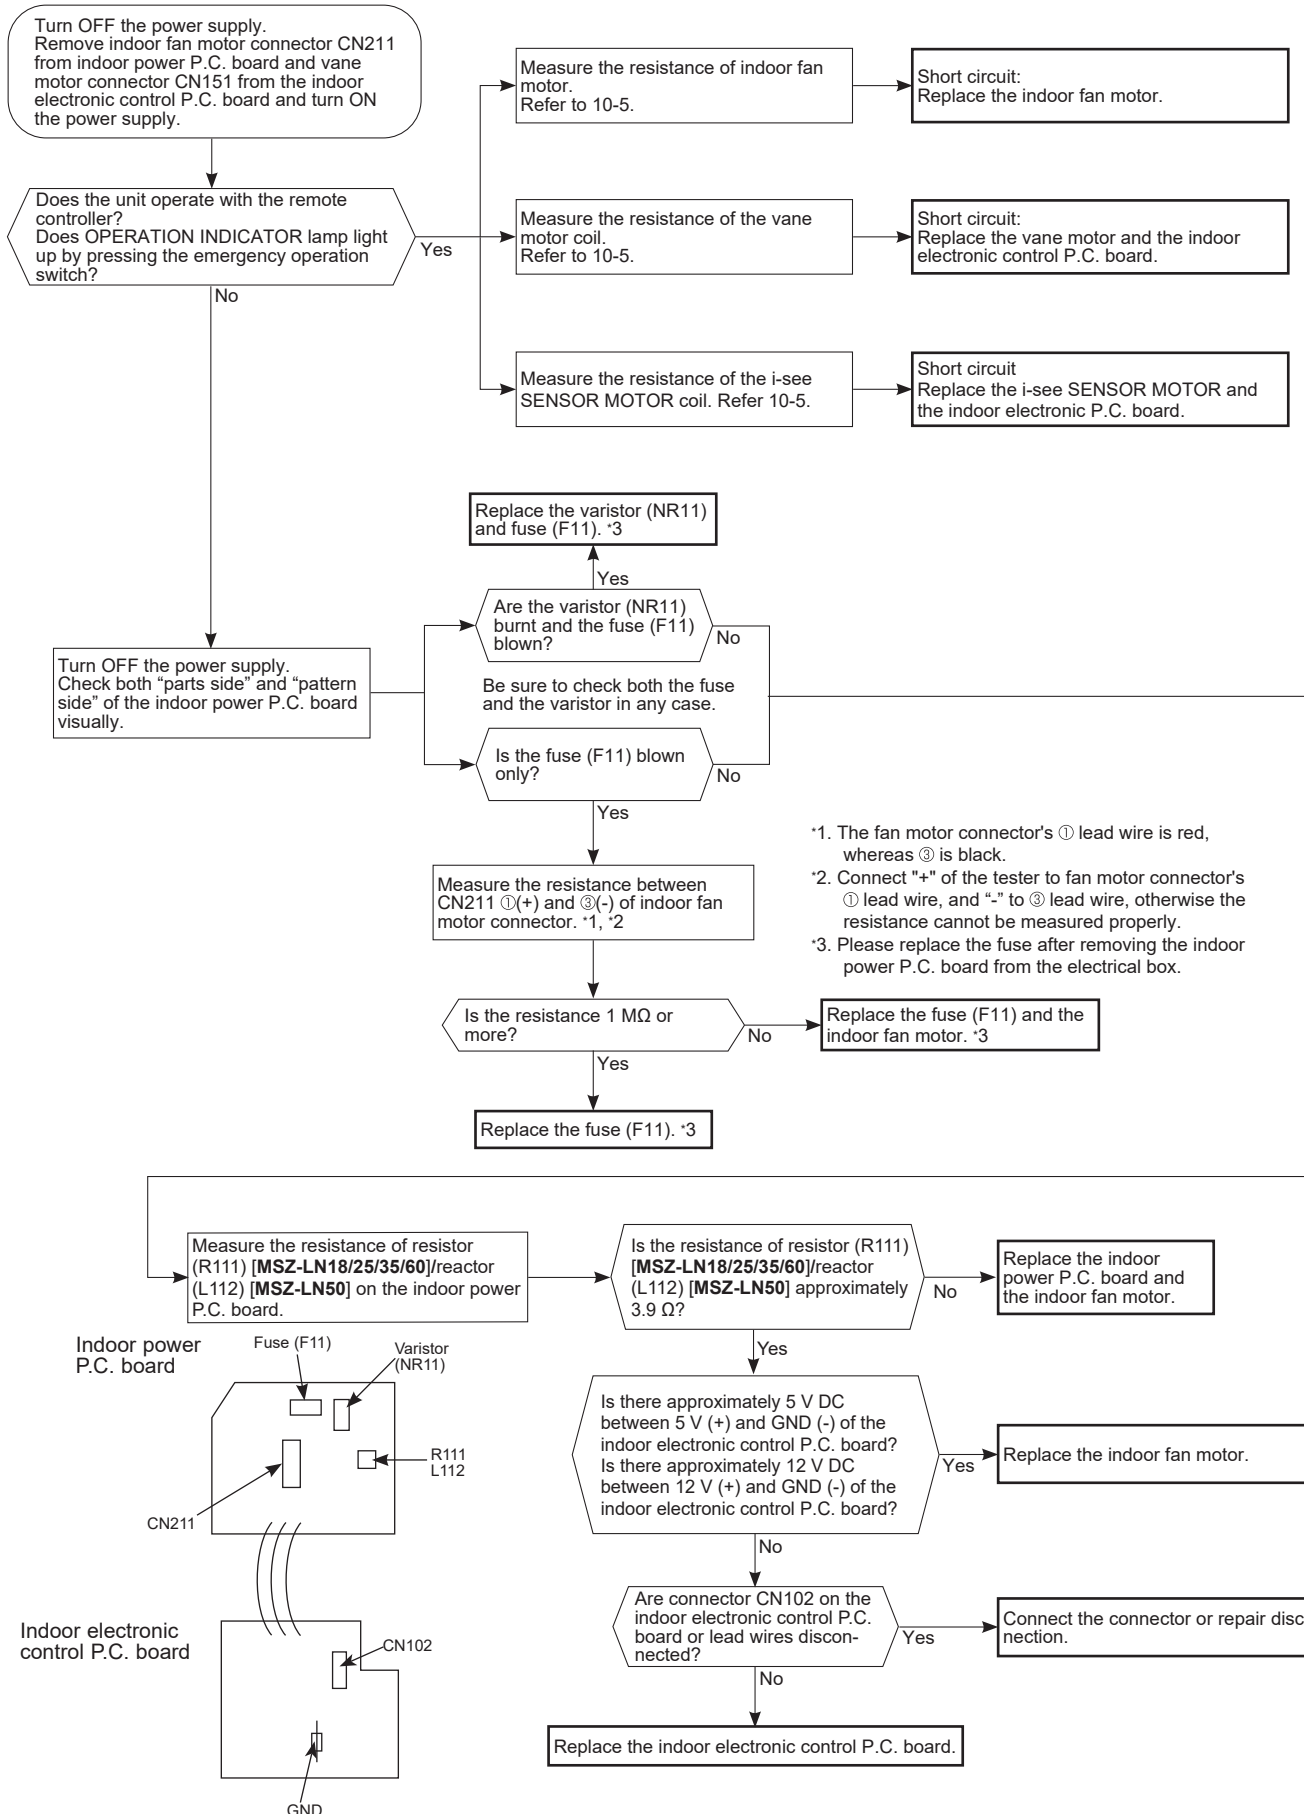 Turn OFF the power supply.
Remove indoor fan motor connector CN211
from indoor power P.C. board and vane
motor connector CN151 from the indoor
electronic control P.C. board and turn ON
the power supply.
Measure the resistance of indoor fan
motor.
Refer to 10-5.
Short circuit:
Replace the indoor fan motor.
Does the unit operate with the remote
controller?
Does OPERATION INDICATOR lamp light
up by pressing the emergency operation
switch?
Yes
No
Measure the resistance of the vane
motor coil.
Refer to 10-5.
Short circuit:
Replace the vane motor and the indoor
electronic control P.C. board.
Measure the resistance of the i-see
SENSOR MOTOR coil. Refer 10-5.
Short circuit
Replace the i-see SENSOR MOTOR and
the indoor electronic P.C. board.
Replace the varistor (NR11)
and fuse (F11). *3
Yes
Are the varistor (NR11)
burnt and the fuse (F11)
blown?
No
Turn OFF the power supply.
Check both “parts side” and “pattern
side” of the indoor power P.C. board
visually.
Be sure to check both the fuse
and the varistor in any case.
Is the fuse (F11) blown
only?
No
Yes
*1. The fan motor connector's ① lead wire is red,
whereas ③ is black.
*2. Connect "+" of the tester to fan motor connector's
① lead wire, and “-” to ③ lead wire, otherwise the
resistance cannot be measured properly.
*3. Please replace the fuse after removing the indoor
power P.C. board from the electrical box.
Measure the resistance between
CN211 ①(+) and ③(-) of indoor fan
motor connector. *1, *2
Is the resistance 1 MΩ or
more?
No
Replace the fuse (F11) and the
indoor fan motor. *3
Yes
Replace the fuse (F11). *3
Measure the resistance of resistor
(R111) [MSZ-LN18/25/35/60]/reactor
(L112) [MSZ-LN50] on the indoor power
P.C. board.
Is the resistance of resistor (R111)
[MSZ-LN18/25/35/60]/reactor
(L112) [MSZ-LN50] approximately
3.9 Ω?
No
Replace the indoor
power P.C. board and
the indoor fan motor.
Yes
Indoor power
P.C. board
Fuse (F11)
Varistor
(NR11)
R111
L112
CN211
Is there approximately 5 V DC
between 5 V (+) and GND (-) of the
indoor electronic control P.C. board?
Is there approximately 12 V DC
between 12 V (+) and GND (-) of the
indoor electronic control P.C. board?
Yes
Replace the indoor fan motor.
No
Indoor electronic
control P.C. board
CN102
GND
Are connector CN102 on the
indoor electronic control P.C.
board or lead wires discon-
nected?
Yes
Connect the connector or repair disc
nection.
No
Replace the indoor electronic control P.C. board.